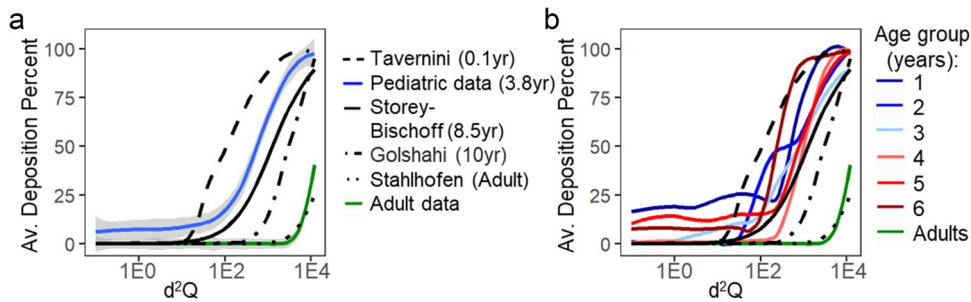 a
Av. Deposition Percent
100
75
50
25
0
1E0 1E2 1E4
d²Q
Tavernini (0.1yr)
Pediatric data (3.8yr)
Storey-
Bischoff (8.5yr)
Golshahi (10yr)
Stahlhofen (Adult)
Adult data
b
Av. Deposition Percent
100
75
50
25
0
1E0 1E2 1E4
d²Q
Age group
(years):
1
2
3
4
5
6
Adults